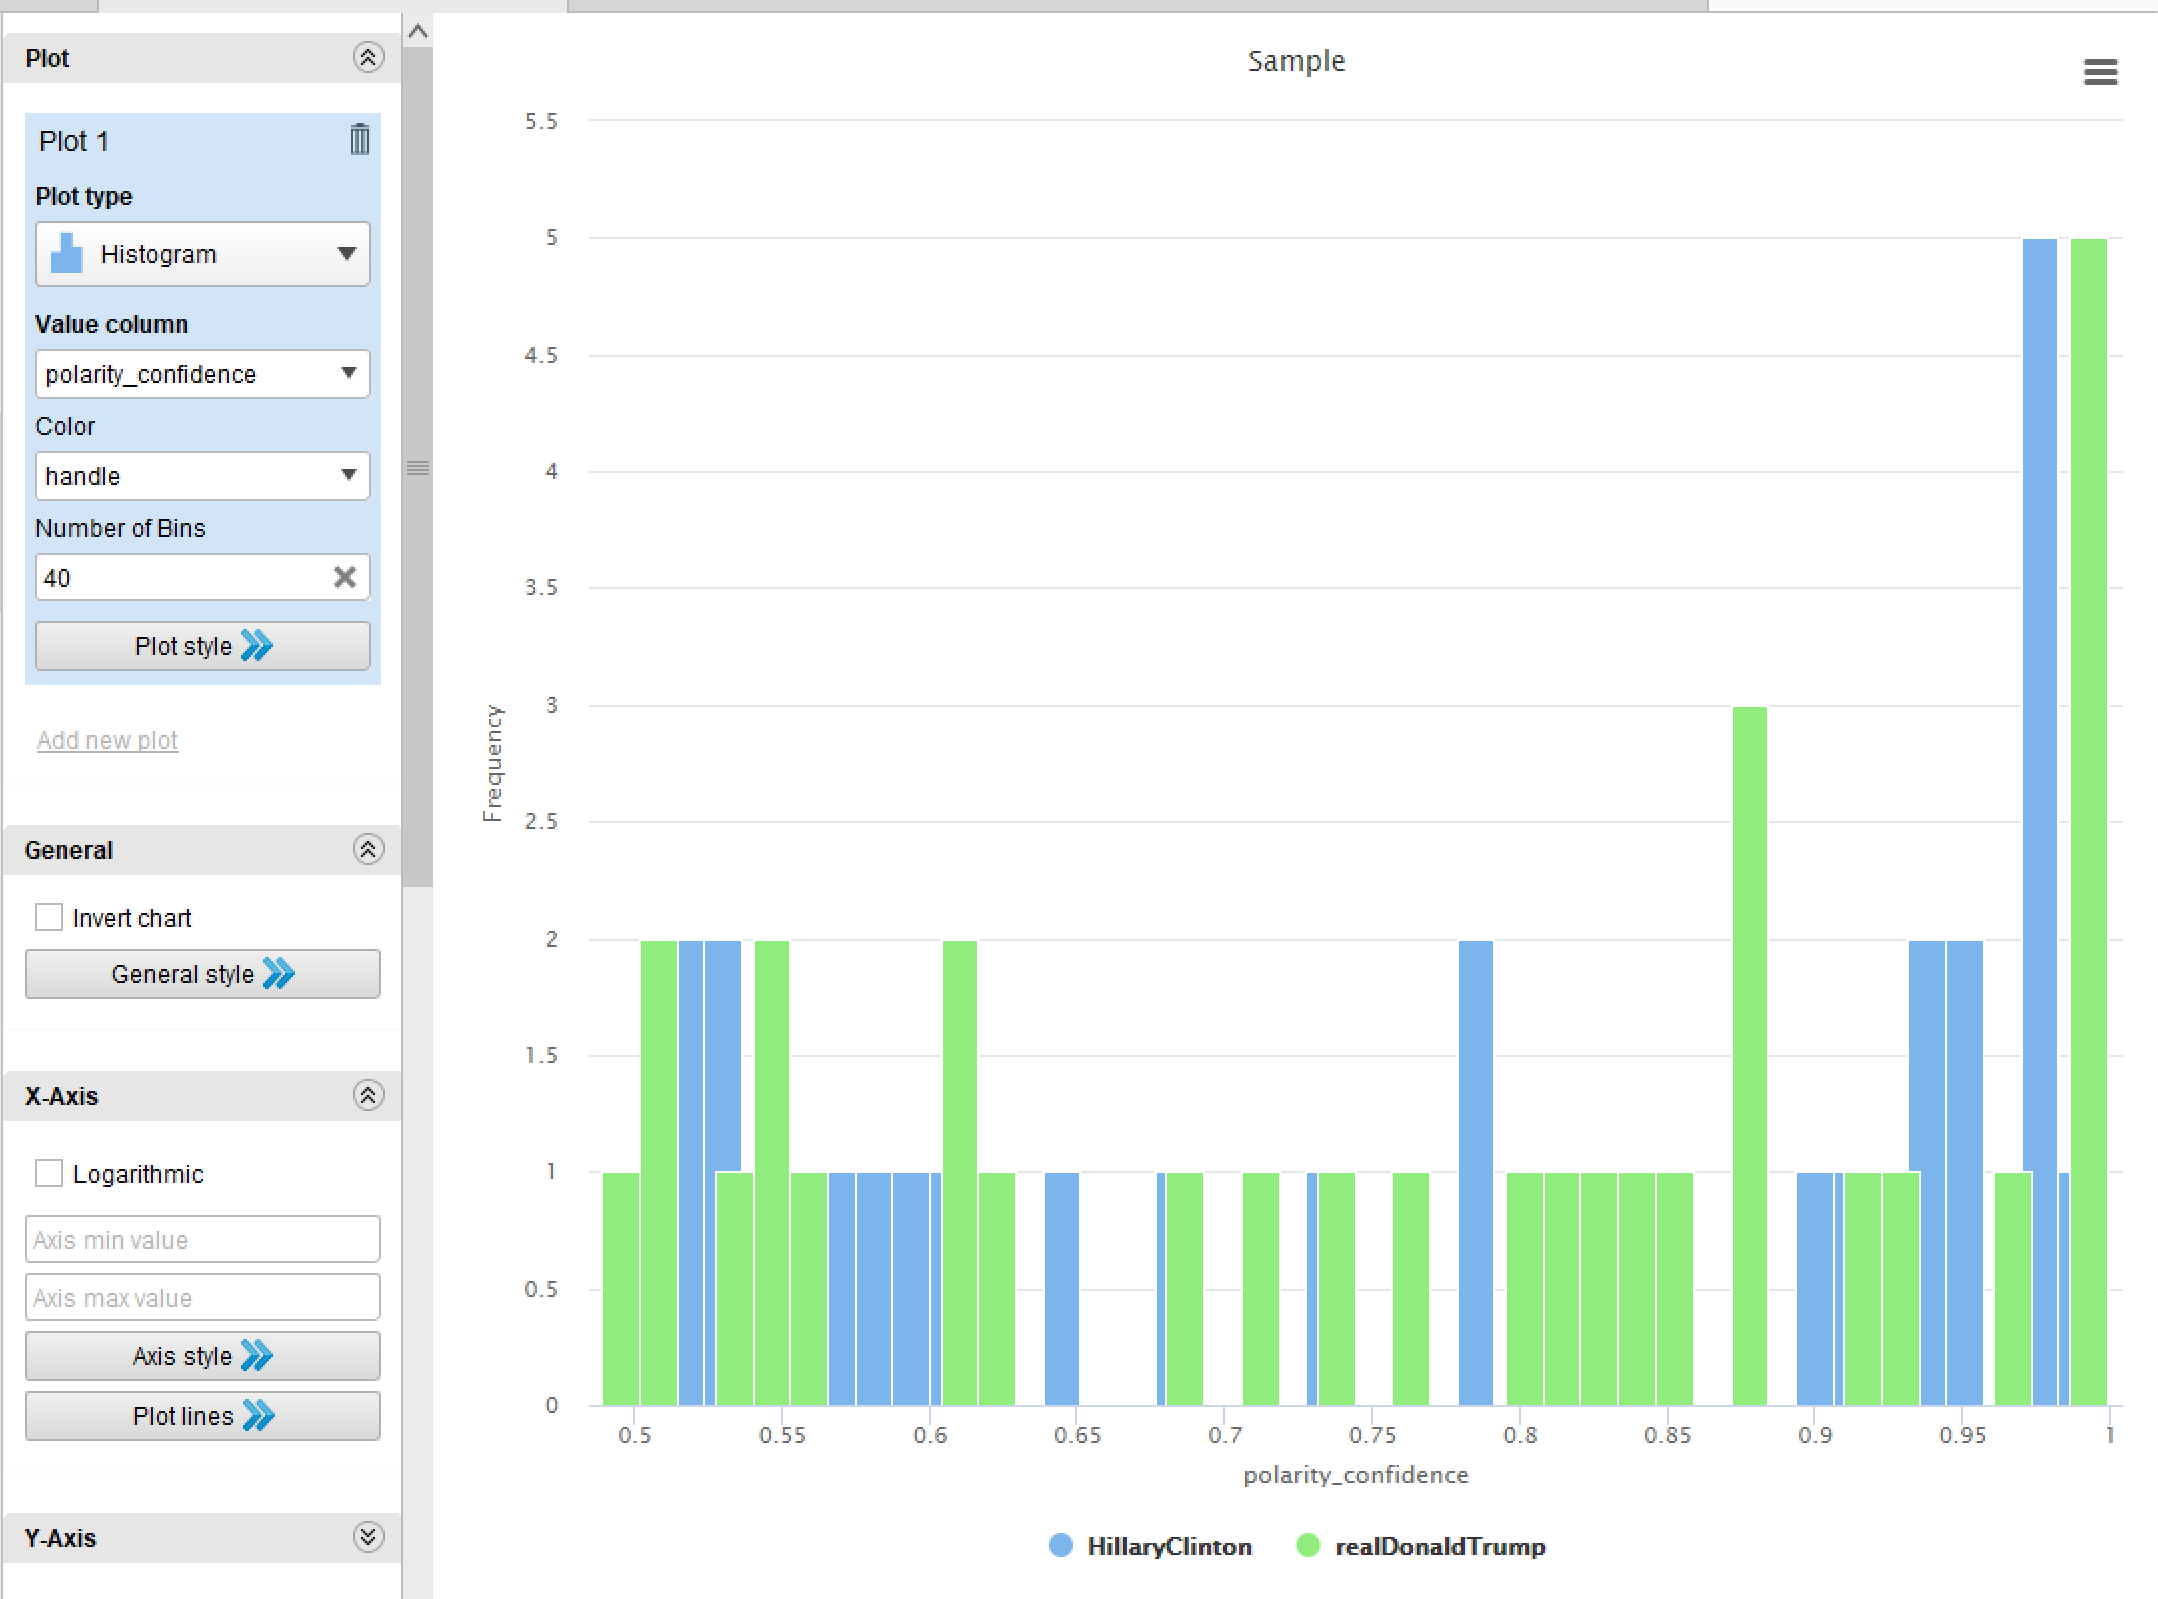 Plot
Plot 1
Plot type
Histogram
Value column
polarity_confidence
Color
handle
Number of Bins
40
Plot style
Add new plot
General
Invert chart
General style
X-Axis
Logarithmic
Axis min value
Axis max value
Axis style
Plot lines
Y-Axis
Sample
5.5
5
4.5
4
3.5
3
2.5
2
1.5
1
0.5
0
Frequency
0.5 0.55 0.6 0.65 0.7 0.75 0.8 0.85 0.9 0.95 1
polarity_confidence
HillaryClinton realDonaldTrump